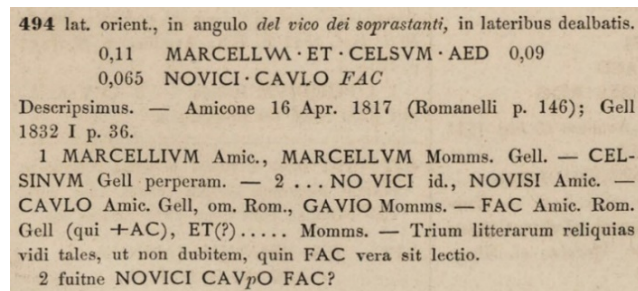 494 lat. orient., in angulo del vico dei soprastanti, in lateribus dealbatis.
0,11 MARCELLVM · ET · CELSVM · AED 0,09
0,065 NOVICI · CAVLO FAC
Descripsimus. — Amicone 16 Apr. 1817 (Romanelli p. 146); Gell
1832 I p. 36.
1 MARCELLIVM Amic., MARCELLVM Momms. Gell. — CEL-
SINVM Gell perperam. — 2 ... NO VICI id., NOVISI Amic. —
CAVLO Amic. Gell, om. Rom., GAVIO Momms. — FAC Amic. Rom.
Gell (qui +AC), ET(?)..... Momms. — Trium litterarum reliquias
vidi tales, ut non dubitem, quin FAC vera sit lectio.
2 fuitne NOVICI CAVpO FAC?